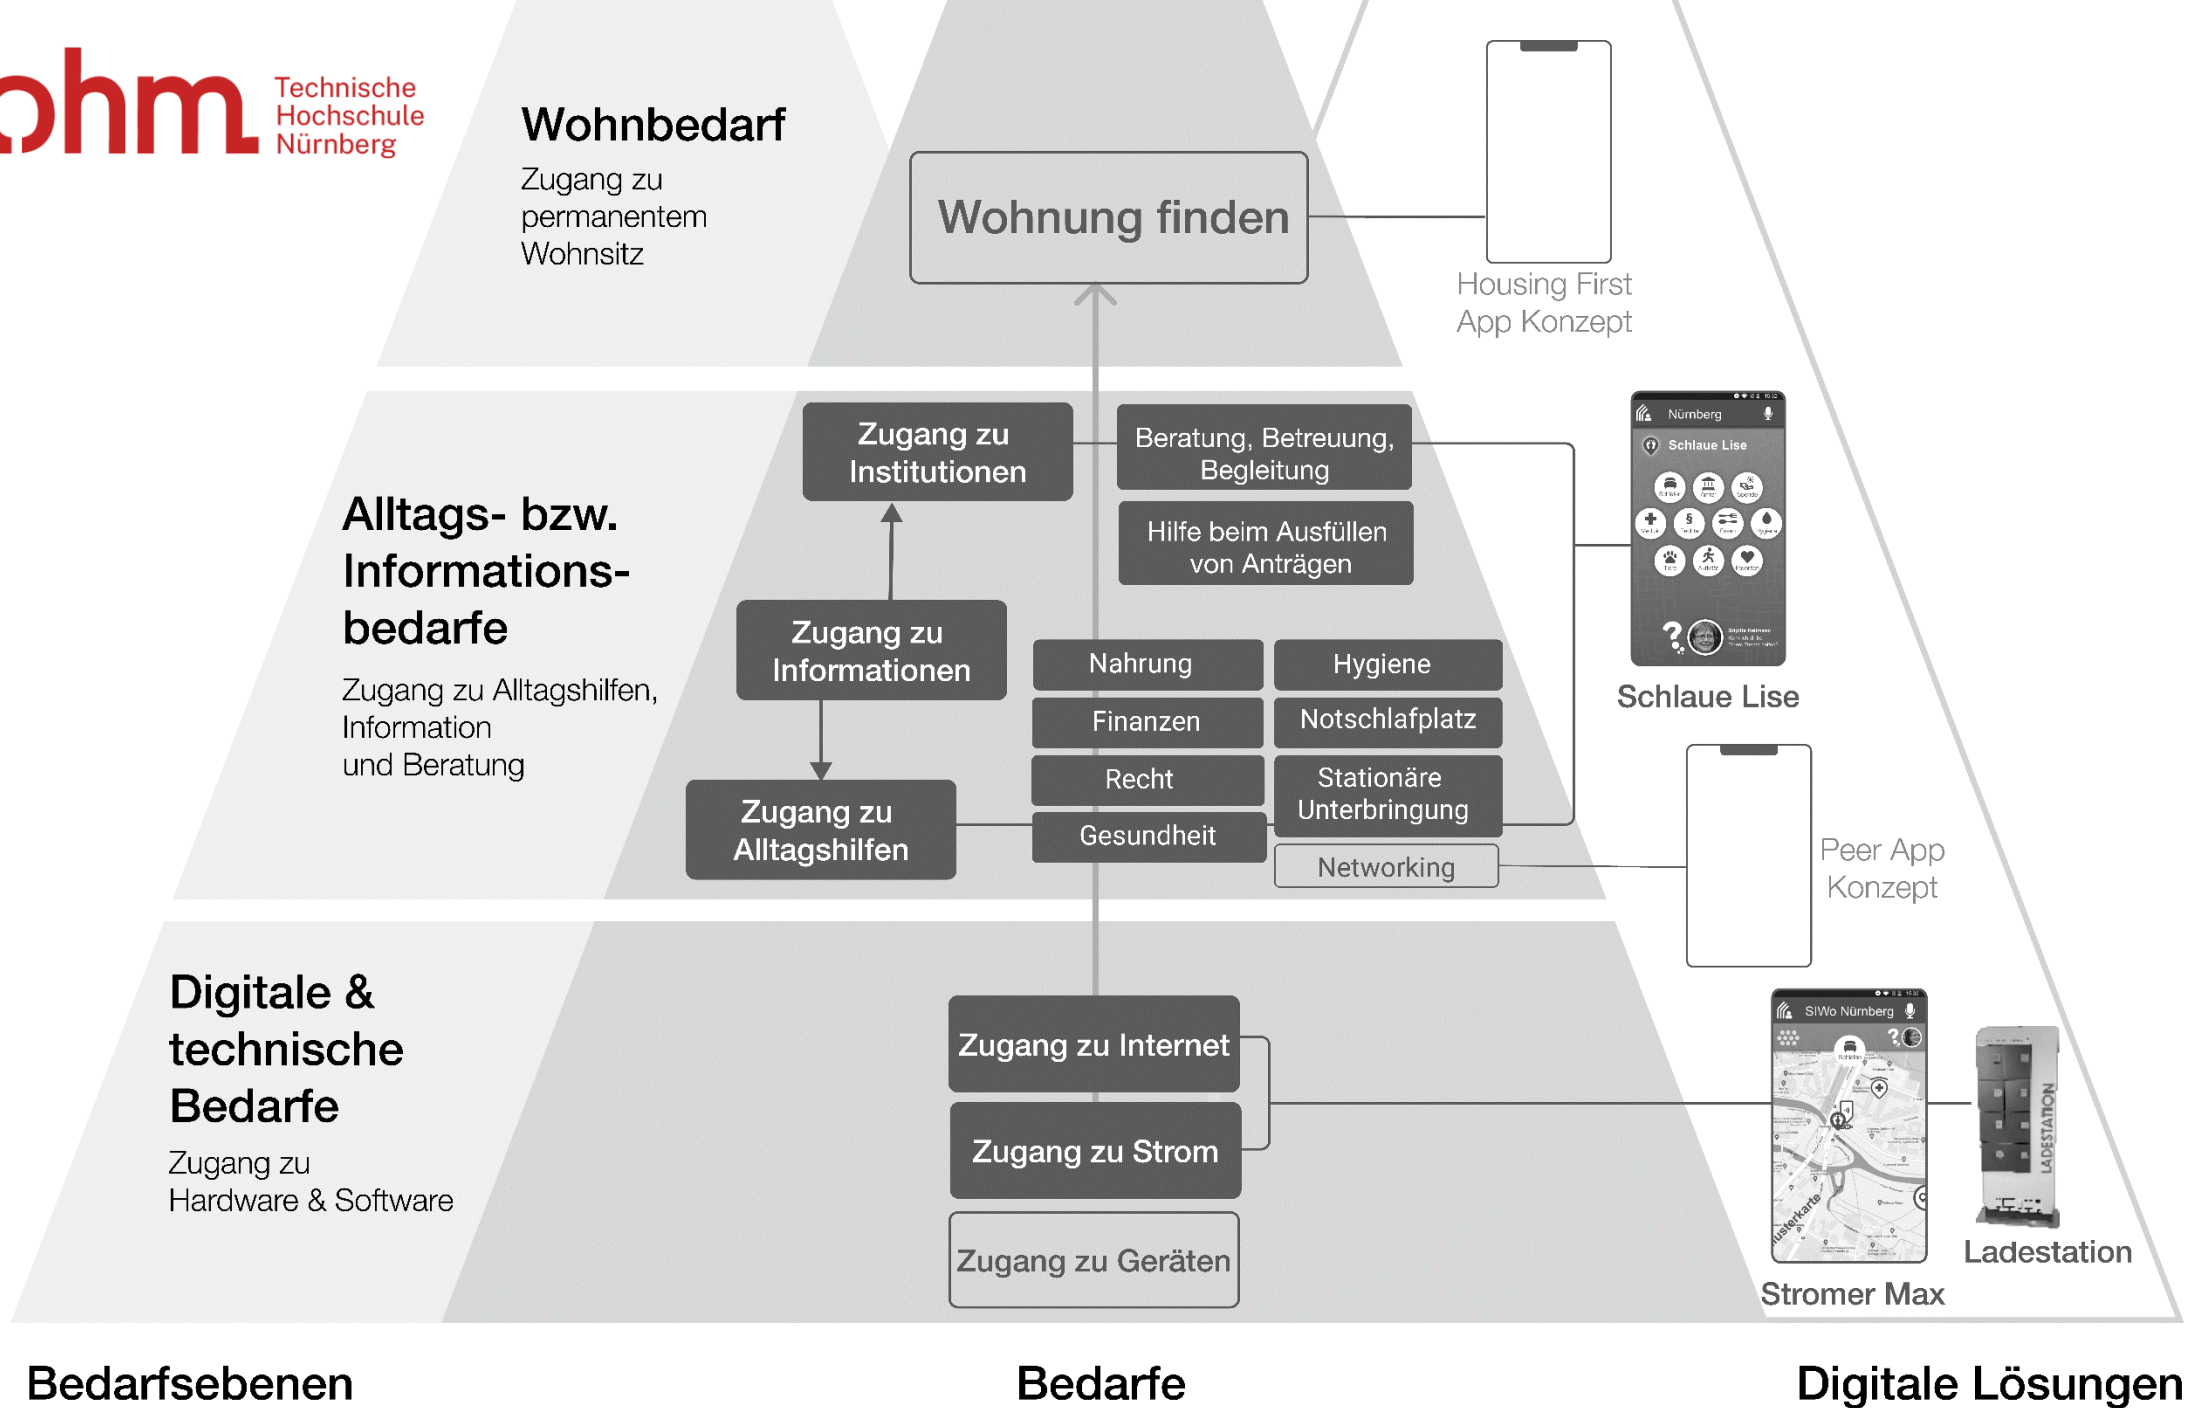 ohm
Technische
Hochschule
Nürnberg
Wohnbedarf
Zugang zu
permanentem
Wohnsitz
Wohnung finden
Housing First
App Konzept
Alltags- bzw.
Informations-
bedarfe
Zugang zu Alltagshilfen,
Information
und Beratung
Zugang zu
Institutionen
Beratung, Betreuung,
Begleitung
Hilfe beim Ausfüllen
von Anträgen
Zugang zu
Informationen
Nahrung
Hygiene
Finanzen
Notschlafplatz
Recht
Stationäre
Unterbringung
Gesundheit
Networking
Zugang zu
Alltagshilfen
Nürnberg
Schlaue Lise
Schlaue Lise
Peer App
Konzept
Digitale &
technische
Bedarfe
Zugang zu
Hardware & Software
Zugang zu Internet
Zugang zu Strom
Zugang zu Geräten
SIWo Nürnberg
Schlafen
LADESTATION
Ladestation
Stromer Max
Bedarfsebenen
Bedarfe
Digitale Lösungen